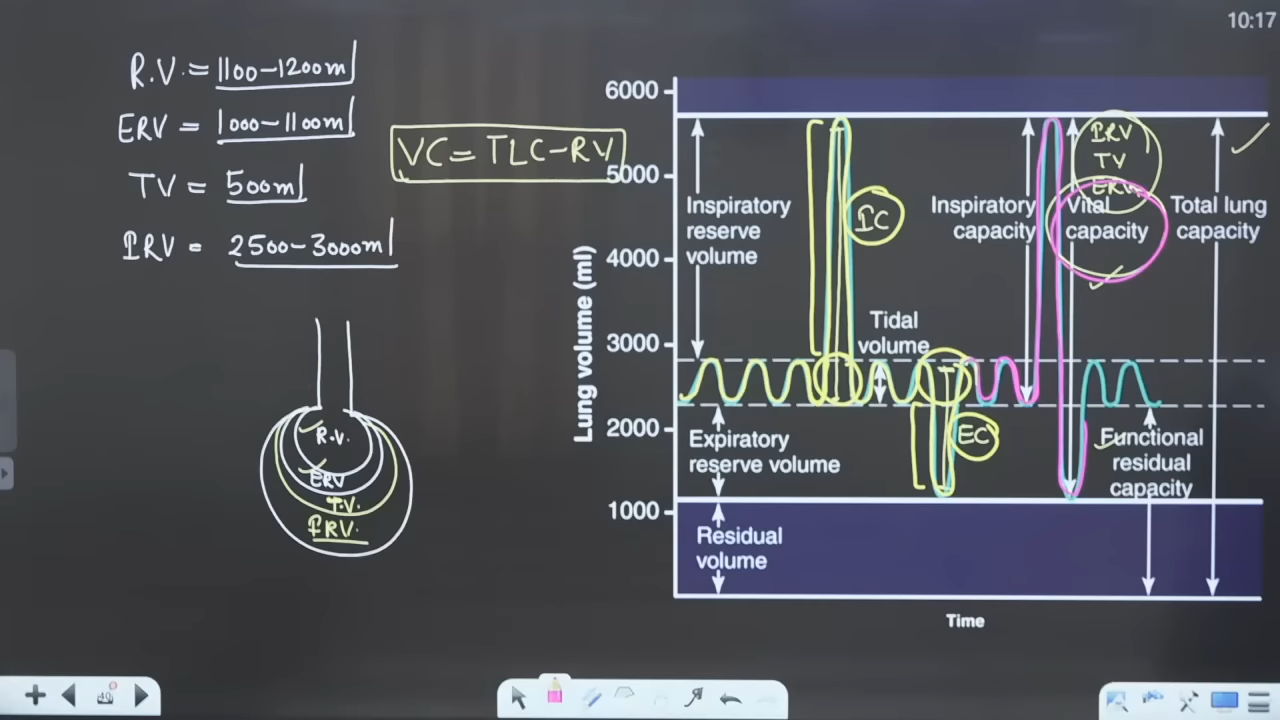 10:17
R.V. = 1100-1200ml
ERV = 1000-1100ml
TV = 500ml
IRV = 2500-3000ml
VC = TLC-RV
R.V.
ERV
T.V.
IRV.
Lung volume (ml)
6000
5000
4000
3000
2000
1000
Inspiratory
reserve
volume
IC
Tidal
volume
EC
Expiratory
reserve volume
Residual
volume
Inspiratory
capacity
IRV
TV
ERV
Vital
capacity
Total lung
capacity
Functional
residual
capacity
Time